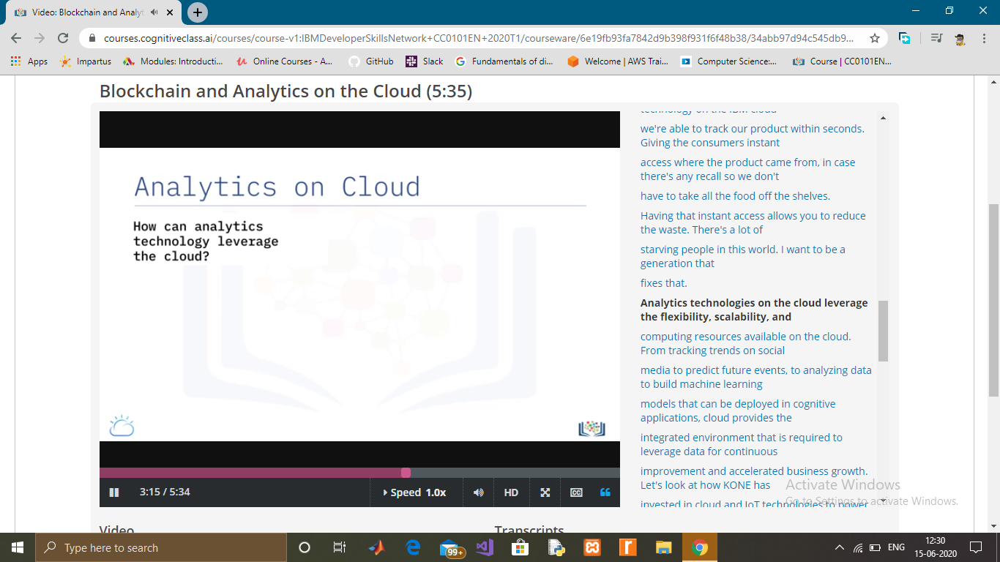 Video: Blockchain and Analyt
courses.cognitiveclass.ai/courses/course-v1:IBMDeveloperSkillsNetwork+CC0101EN+2020T1/courseware/6e19fb93fa7842d9b398f931f6f48b38/34abb97d94c545db9...
Apps Impartus Modules: Introducti... Online Courses - A... GitHub Slack Fundamentals of di... Welcome | AWS Trai... Computer Science:... Course | CC0101EN...
Blockchain and Analytics on the Cloud (5:35)
Analytics on Cloud
How can analytics
technology leverage
the cloud?
3:15 / 5:34
Speed 1.0x
HD
CC
technology on the IBM cloud
we're able to track our product within seconds.
Giving the consumers instant
access where the product came from, in case
there's any recall so we don't
have to take all the food off the shelves.
Having that instant access allows you to reduce
the waste. There's a lot of
starving people in this world. I want to be a
generation that
fixes that.
Analytics technologies on the cloud leverage
the flexibility, scalability, and
computing resources available on the cloud.
From tracking trends on social
media to predict future events, to analyzing data
to build machine learning
models that can be deployed in cognitive
applications, cloud provides the
integrated environment that is required to
leverage data for continuous
improvement and accelerated business growth.
Let's look at how KONE has
invested in cloud and IoT technologies to power
Activate Windows
Go to Settings to activate Windows.
Video
Transcripts
Type here to search
99+
ENG
12:30
15-06-2020